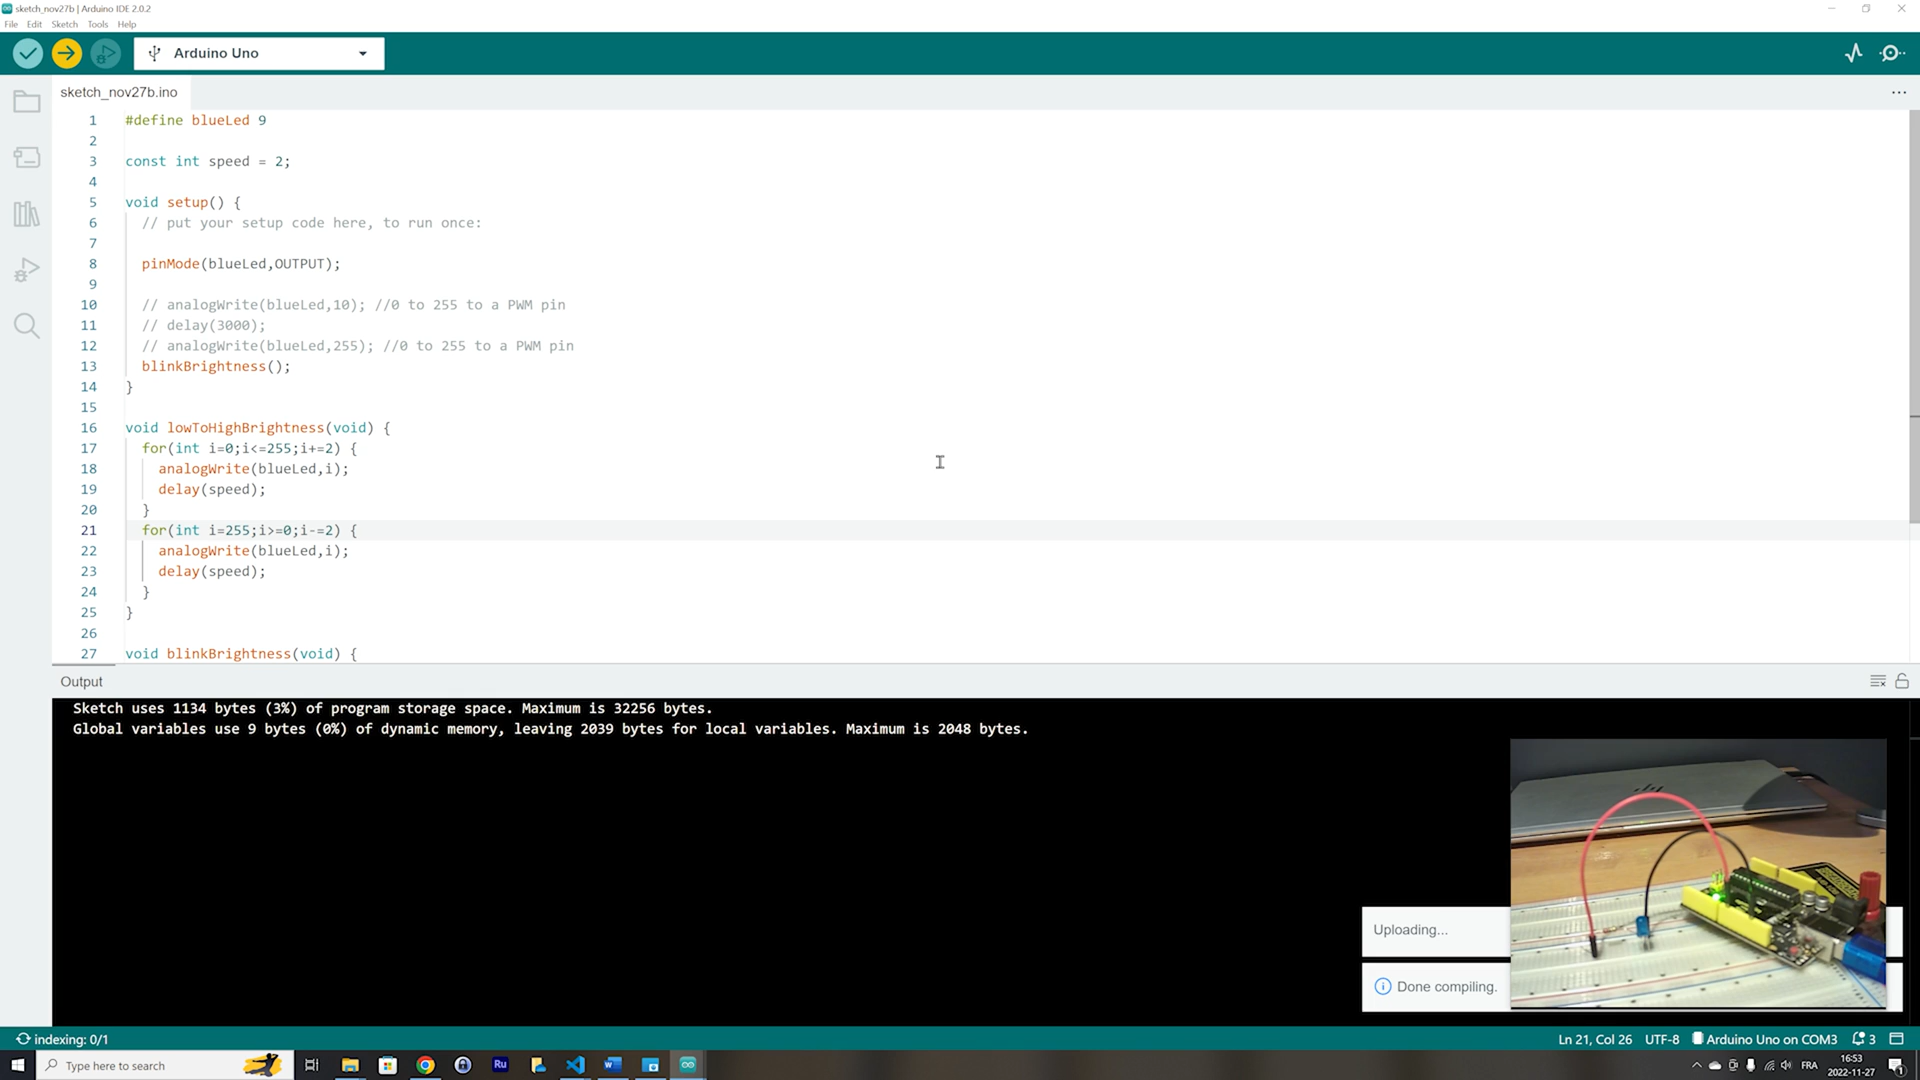 sketch_nov27b | Arduino IDE 2.0.2
File Edit Sketch Tools Help
Arduino Uno
sketch_nov27b.ino
1 #define blueLed 9
2
3 const int speed = 2;
4
5 void setup() {
6 // put your setup code here, to run once:
7
8 pinMode(blueLed,OUTPUT);
9
10 // analogWrite(blueLed,10); //0 to 255 to a PWM pin
11 // delay(3000);
12 // analogWrite(blueLed,255); //0 to 255 to a PWM pin
13 blinkBrightness();
14 }
15
16 void lowToHighBrightness(void) {
17 for(int i=0;i<=255;i+=2) {
18 analogWrite(blueLed,i);
19 delay(speed);
20 }
21 for(int i=255;i>=0;i-=2) {
22 analogWrite(blueLed,i);
23 delay(speed);
24 }
25 }
26
27 void blinkBrightness(void) {
Output
Sketch uses 1134 bytes (3%) of program storage space. Maximum is 32256 bytes.
Global variables use 9 bytes (0%) of dynamic memory, leaving 2039 bytes for local variables. Maximum is 2048 bytes.
Uploading...
Done compiling.
indexing: 0/1
Ln 21, Col 26 UTF-8 Arduino Uno on COM3 3
Type here to search
Ru
FRA
16:53
2022-11-27
1